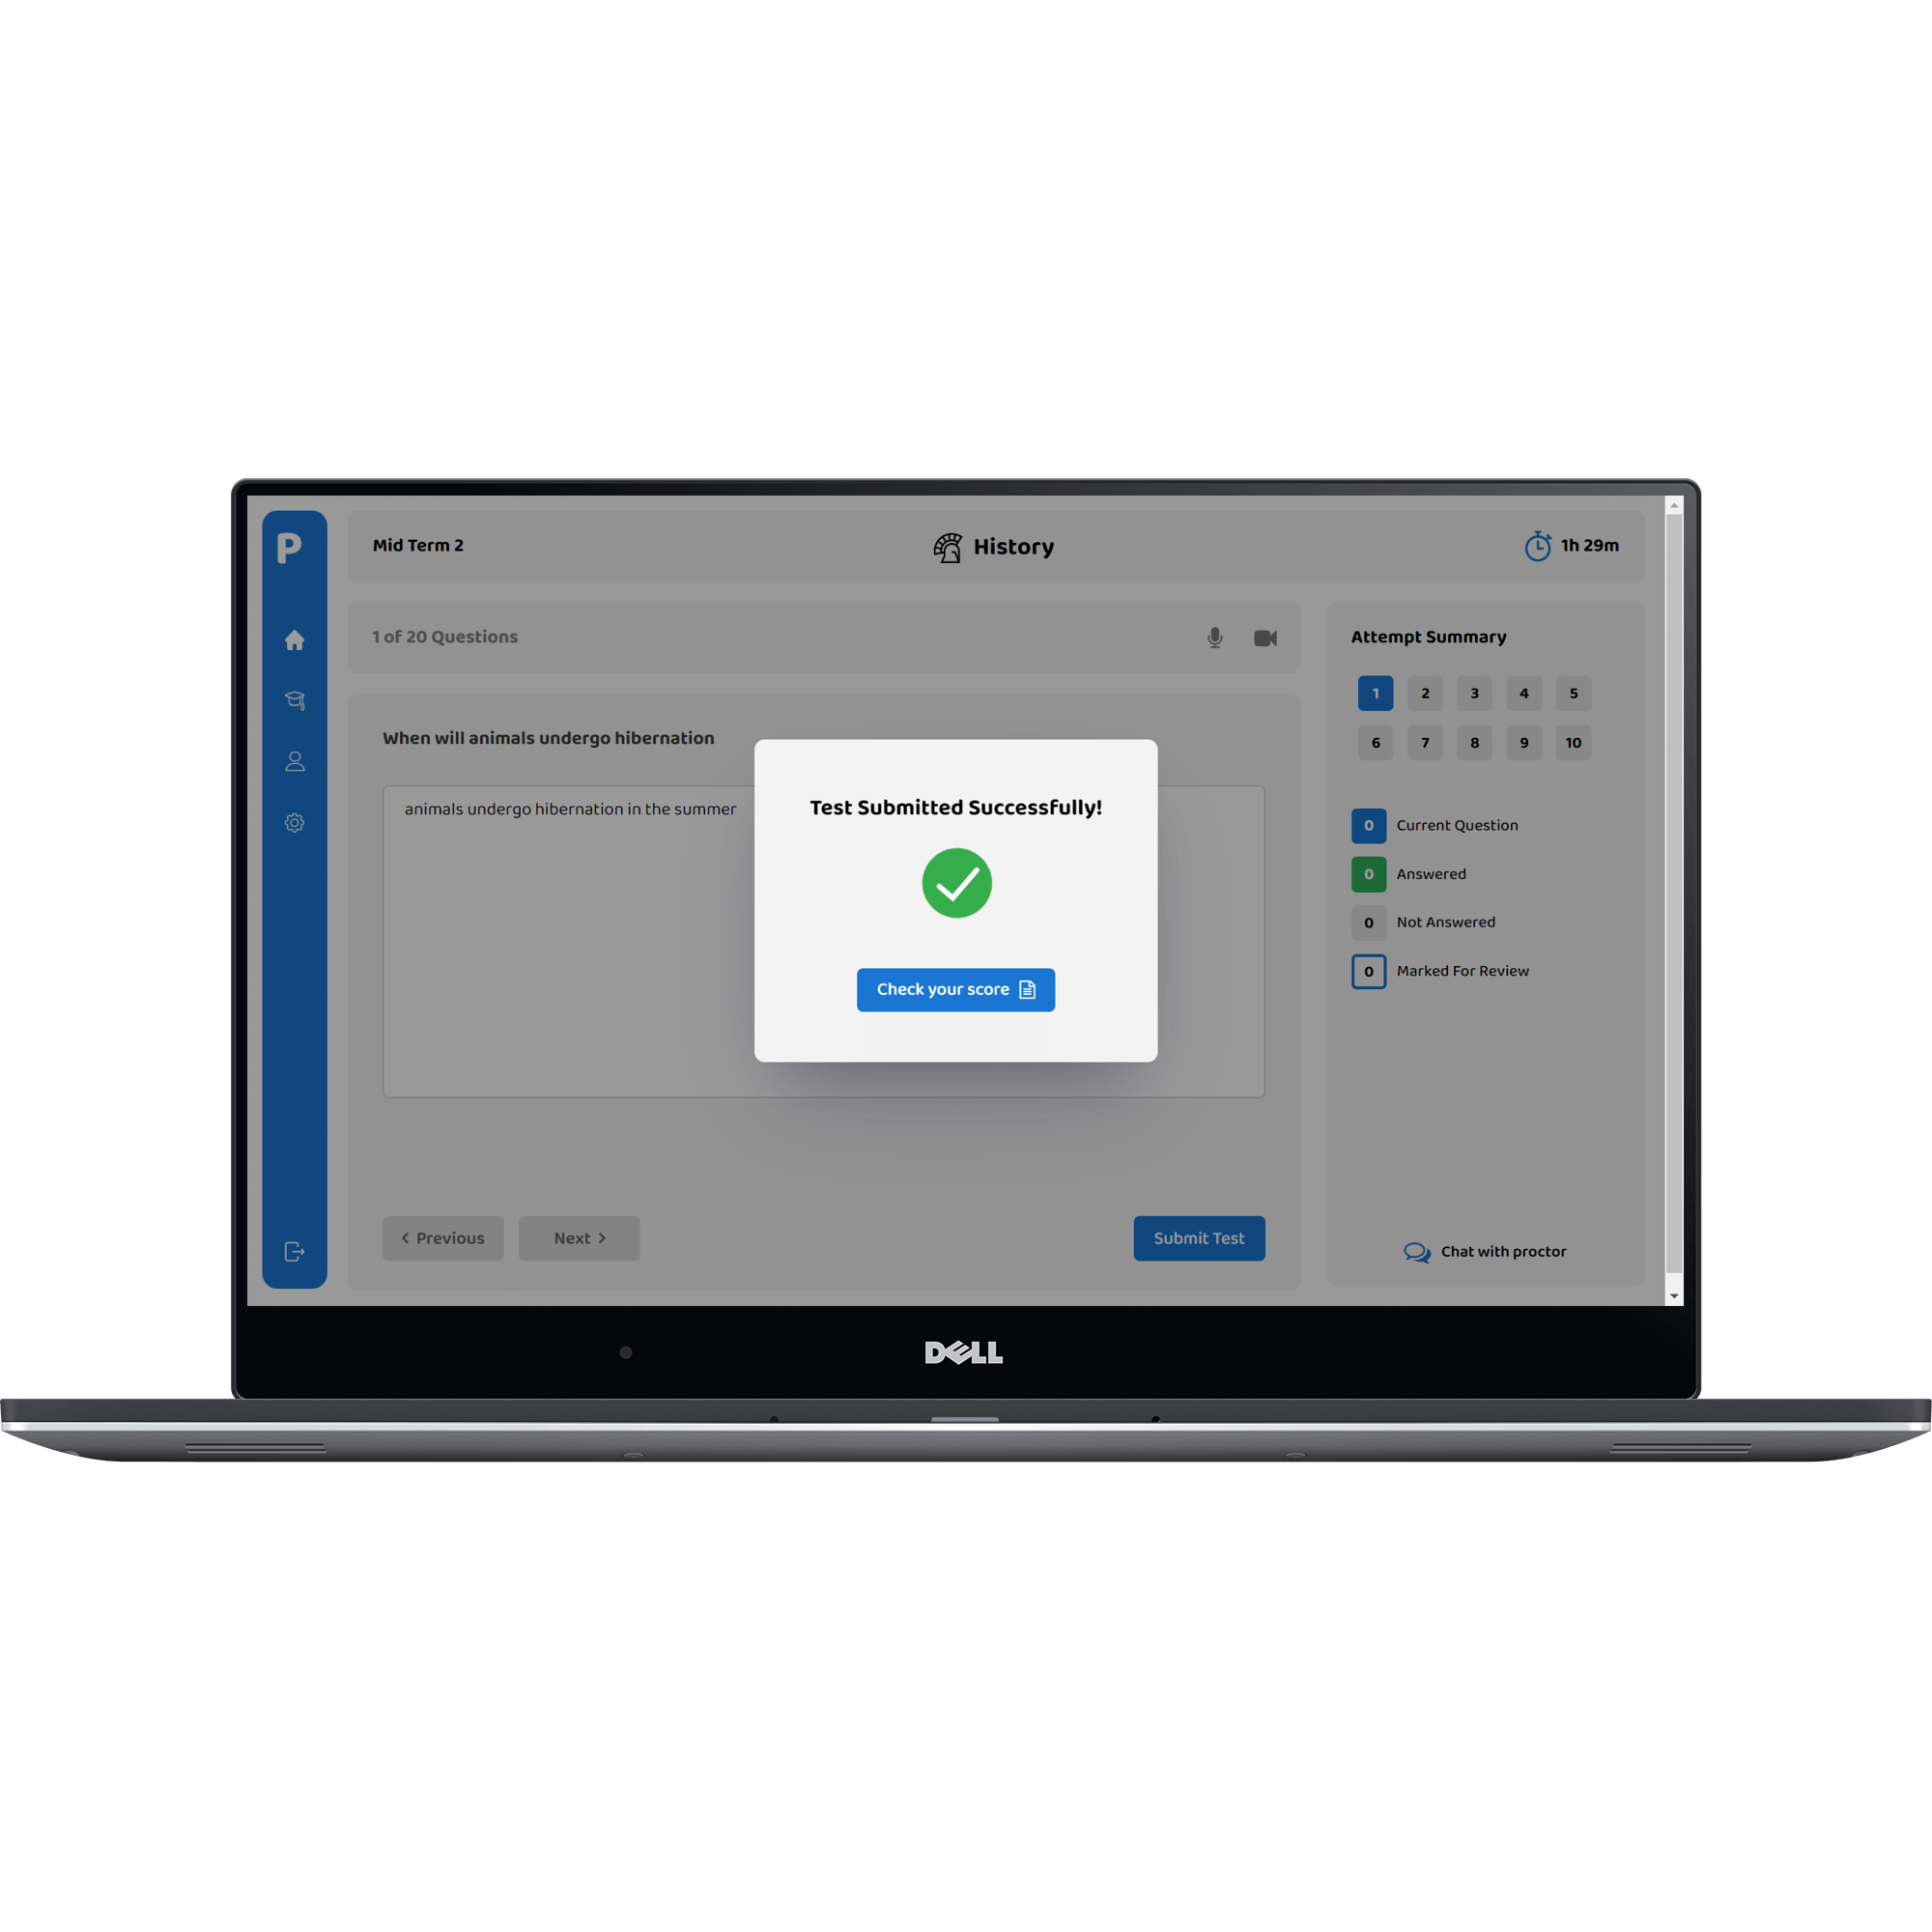 P
Mid Term 2
History
1h 29m
1 of 20 Questions
When will animals undergo hibernation
animals undergo hibernation in the summer
Test Submitted Successfully!
Check your score
< Previous
Next >
Submit Test
Attempt Summary
1 2 3 4 5
6 7 8 9 10
0 Current Question
0 Answered
0 Not Answered
0 Marked For Review
Chat with proctor
DELL